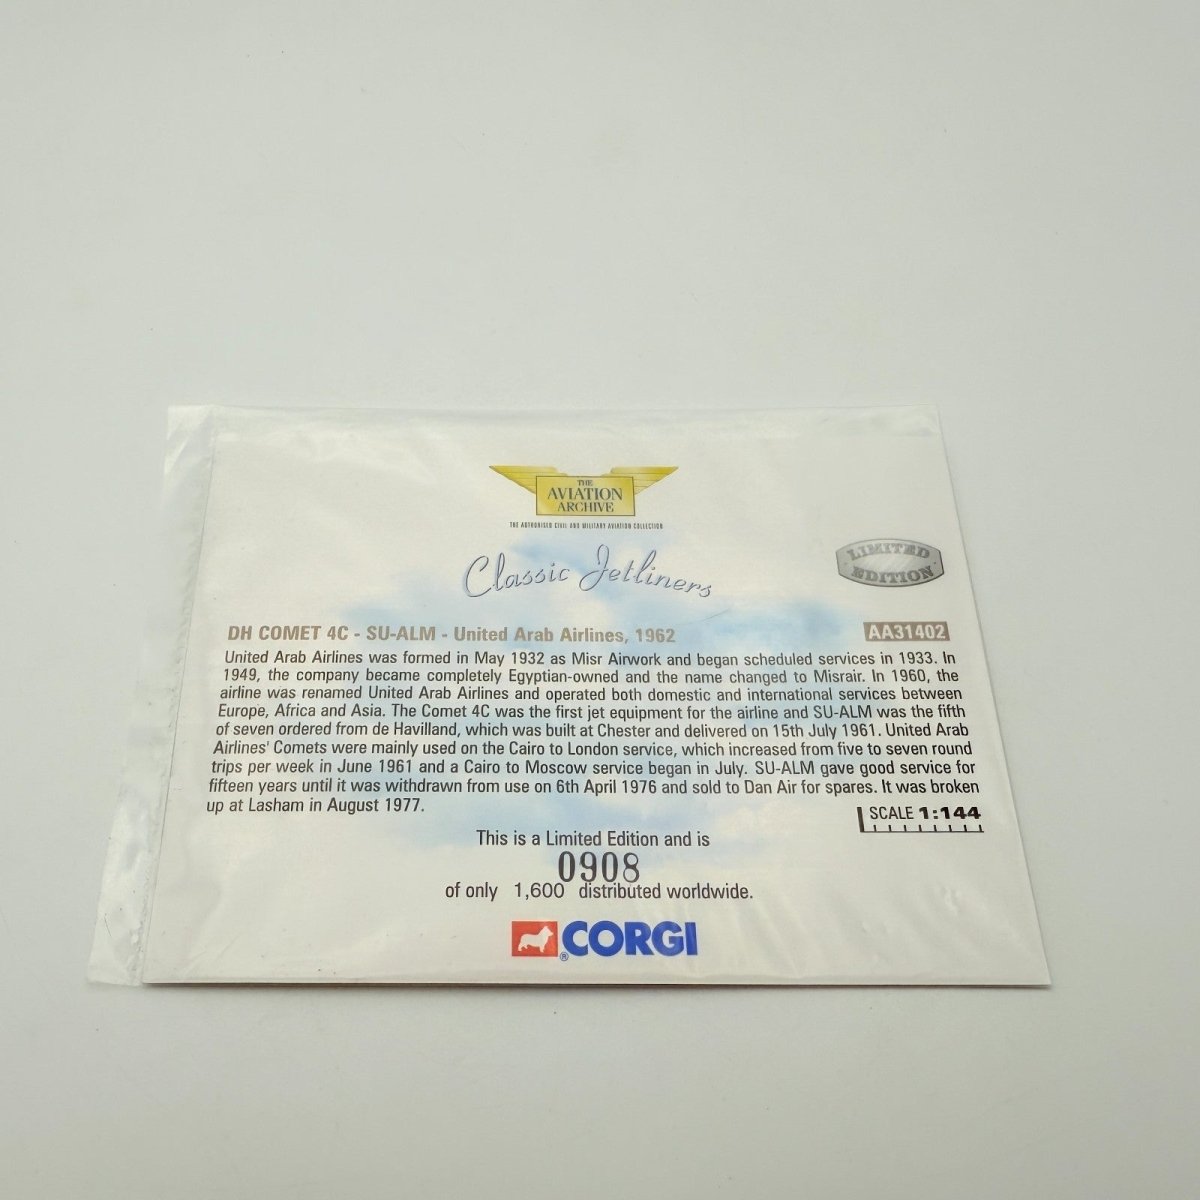 THE
AVIATION
ARCHIVE
THE AUTHORISED CIVIL AND MILITARY AVIATION COLLECTION
Classic Jetliners
LIMITED
EDITION
DH COMET 4C - SU-ALM - United Arab Airlines, 1962
AA31402
United Arab Airlines was formed in May 1932 as Misr Airwork and began scheduled services in 1933. In
1949, the company became completely Egyptian-owned and the name changed to Misrair. In 1960, the
airline was renamed United Arab Airlines and operated both domestic and international services between
Europe, Africa and Asia. The Comet 4C was the first jet equipment for the airline and SU-ALM was the fifth
of seven ordered from de Havilland, which was built at Chester and delivered on 15th July 1961. United Arab
Airlines' Comets were mainly used on the Cairo to London service, which increased from five to seven round
trips per week in June 1961 and a Cairo to Moscow service began in July. SU-ALM gave good service for
fifteen years until it was withdrawn from use on 6th April 1976 and sold to Dan Air for spares. It was broken
up at Lasham in August 1977.
SCALE 1:144
This is a Limited Edition and is
0908
of only 1,600 distributed worldwide.
®CORGI